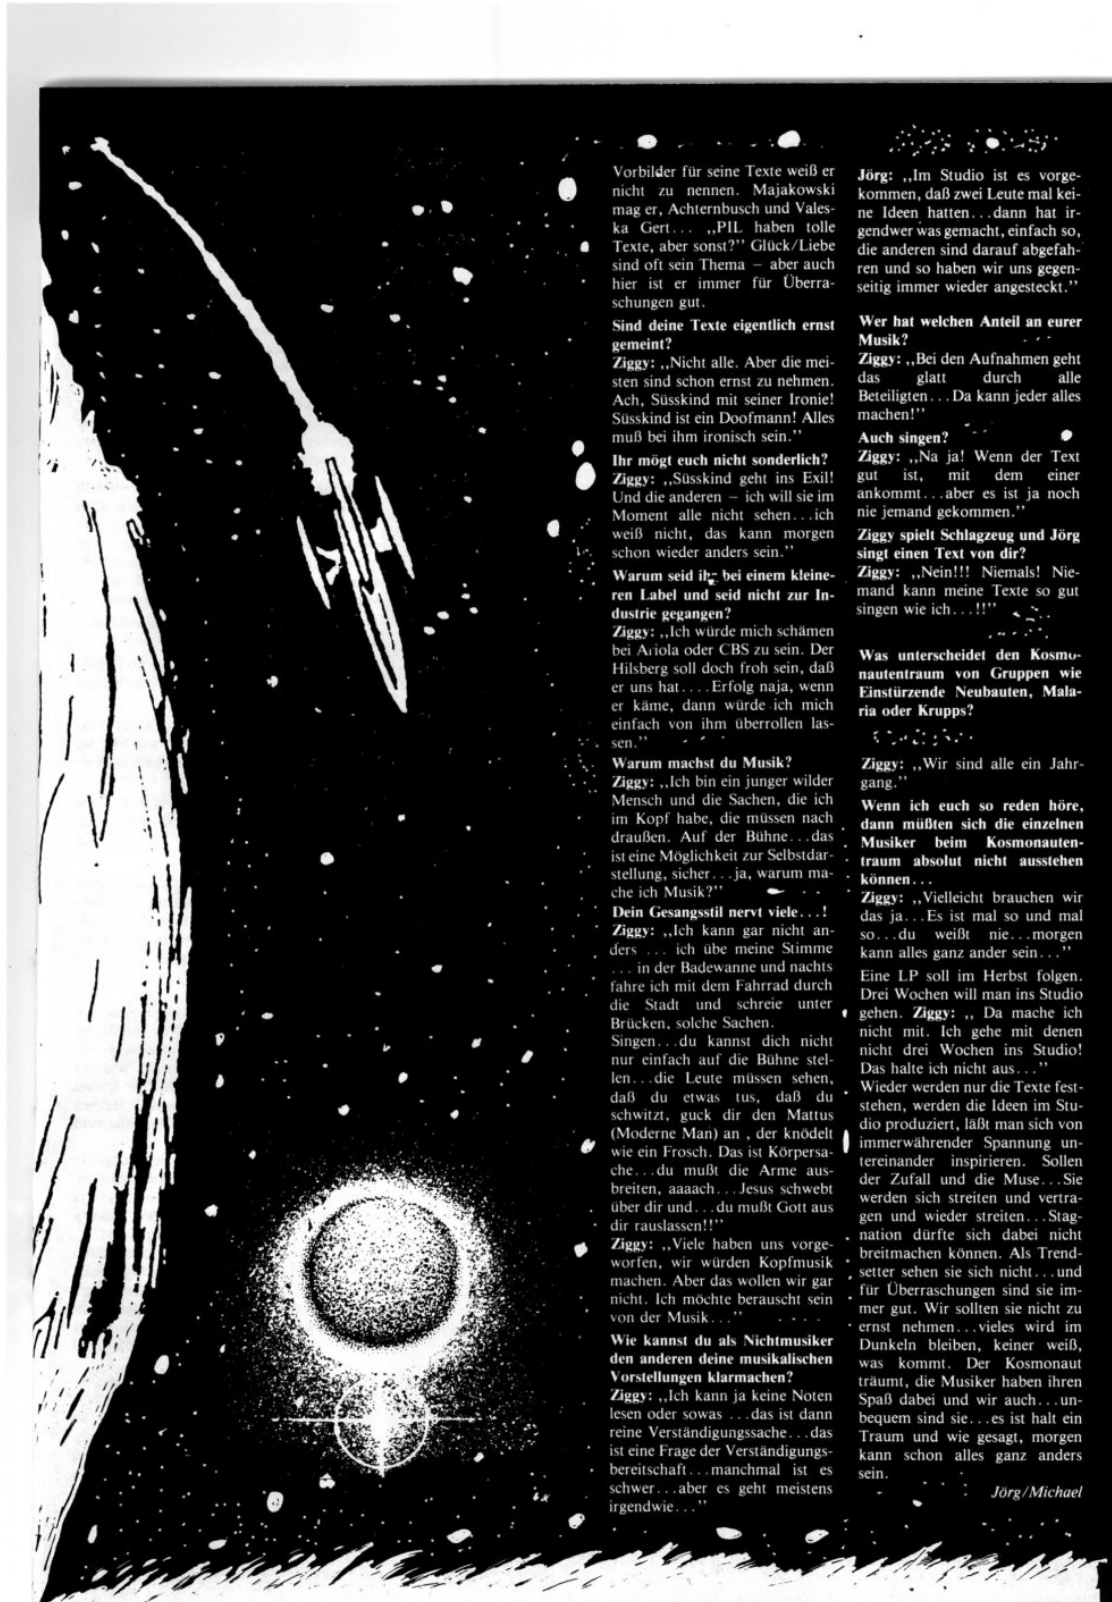 Vorbilder für seine Texte weiß er
nicht zu nennen. Majakowski
mag er, Achternbusch und Vales-
ka Gert... ,,PIL haben tolle
Texte, aber sonst?'' Glück/Liebe
sind oft sein Thema – aber auch
hier ist er immer für Überra-
schungen gut.
Sind deine Texte eigentlich ernst
gemeint?
Ziggy: ,,Nicht alle. Aber die mei-
sten sind schon ernst zu nehmen.
Ach, Süsskind mit seiner Ironie!
Süsskind ist ein Doofmann! Alles
muß bei ihm ironisch sein.''
Ihr mögt euch nicht sonderlich?
Ziggy: ,,Süsskind geht ins Exil!
Und die anderen – ich will sie im
Moment alle nicht sehen...ich
weiß nicht, das kann morgen
schon wieder anders sein.''
Warum seid ihr bei einem kleine-
ren Label und seid nicht zur In-
dustrie gegangen?
Ziggy: ,,Ich würde mich schämen
bei Ariola oder CBS zu sein. Der
Hilsberg soll doch froh sein, daß
er uns hat....Erfolg naja, wenn
er käme, dann würde ich mich
einfach von ihm überrollen las-
sen.''
Warum machst du Musik?
Ziggy: ,,Ich bin ein junger wilder
Mensch und die Sachen, die ich
im Kopf habe, die müssen nach
draußen. Auf der Bühne...das
ist eine Möglichkeit zur Selbstdar-
stellung, sicher...ja, warum ma-
che ich Musik?''
Dein Gesangsstil nervt viele...!
Ziggy: ,,Ich kann gar nicht an-
ders ... ich übe meine Stimme
... in der Badewanne und nachts
fahre ich mit dem Fahrrad durch
die Stadt und schreie unter
Brücken, solche Sachen.
Singen...du kannst dich nicht
nur einfach auf die Bühne stel-
len...die Leute müssen sehen,
daß du etwas tus, daß du
schwitzt, guck dir den Mattus
(Moderne Man) an , der knödelt
wie ein Frosch. Das ist Körpersa-
che...du mußt die Arme aus-
breiten, aaaach...Jesus schwebt
über dir und...du mußt Gott aus
dir rauslassen!!''
Ziggy: ,,Viele haben uns vorge-
worfen, wir würden Kopfmusik
machen. Aber das wollen wir gar
nicht. Ich möchte berauscht sein
von der Musik...''
Wie kannst du als Nichtmusiker
den anderen deine musikalischen
Vorstellungen klarmachen?
Ziggy: ,,Ich kann ja keine Noten
lesen oder sowas ...das ist dann
reine Verständigungssache...das
ist eine Frage der Verständigungs-
bereitschaft...manchmal ist es
schwer...aber es geht meistens
irgendwie...''
Jörg: ,,Im Studio ist es vorge-
kommen, daß zwei Leute mal kei-
ne Ideen hatten...dann hat ir-
gendwer was gemacht, einfach so,
die anderen sind darauf abgefah-
ren und so haben wir uns gegen-
seitig immer wieder angesteckt.''
Wer hat welchen Anteil an eurer
Musik?
Ziggy: ,,Bei den Aufnahmen geht
das glatt durch alle
Beteiligten...Da kann jeder alles
machen!''
Auch singen?
Ziggy: ,,Na ja! Wenn der Text
gut ist, mit dem einer
ankommt...aber es ist ja noch
nie jemand gekommen.''
Ziggy spielt Schlagzeug und Jörg
singt einen Text von dir?
Ziggy: ,,Nein!!! Niemals! Nie-
mand kann meine Texte so gut
singen wie ich...!!''
Was unterscheidet den Kosmo-
nautentraum von Gruppen wie
Einstürzende Neubauten, Mala-
ria oder Krupps?
Ziggy: ,,Wir sind alle ein Jahr-
gang.''
Wenn ich euch so reden höre,
dann müßten sich die einzelnen
Musiker beim Kosmonauten-
traum absolut nicht ausstehen
können...
Ziggy: ,,Vielleicht brauchen wir
das ja...Es ist mal so und mal
so...du weißt nie...morgen
kann alles ganz ander sein...''
Eine LP soll im Herbst folgen.
Drei Wochen will man ins Studio
gehen. Ziggy: ,, Da mache ich
nicht mit. Ich gehe mit denen
nicht drei Wochen ins Studio!
Das halte ich nicht aus...''
Wieder werden nur die Texte fest-
stehen, werden die Ideen im Stu-
dio produziert, läßt man sich von
immerwährender Spannung un-
tereinander inspirieren. Sollen
der Zufall und die Muse...Sie
werden sich streiten und vertra-
gen und wieder streiten...Stag-
nation dürfte sich dabei nicht
breitmachen können. Als Trend-
setter sehen sie sich nicht...und
für Überraschungen sind sie im-
mer gut. Wir sollten sie nicht zu
ernst nehmen...vieles wird im
Dunkeln bleiben, keiner weiß,
was kommt. Der Kosmonaut
träumt, die Musiker haben ihren
Spaß dabei und wir auch...un-
bequem sind sie...es ist halt ein
Traum und wie gesagt, morgen
kann schon alles ganz anders
sein.
Jörg/Michael